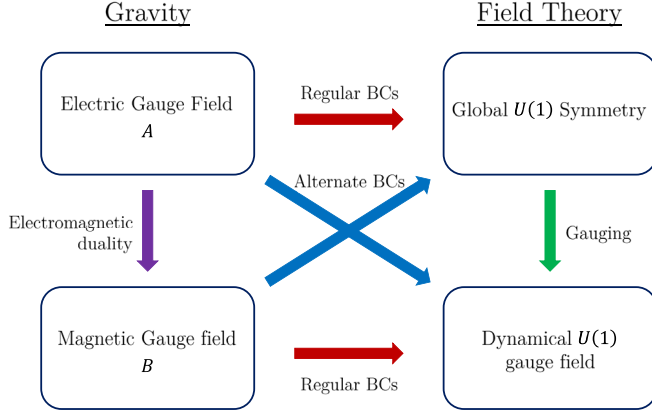 Gravity
Field Theory
Electric Gauge Field
A
Regular BCs
Global U(1) Symmetry
Alternate BCs
Electromagnetic
duality
Gauging
Magnetic Gauge field
B
Regular BCs
Dynamical U(1)
gauge field